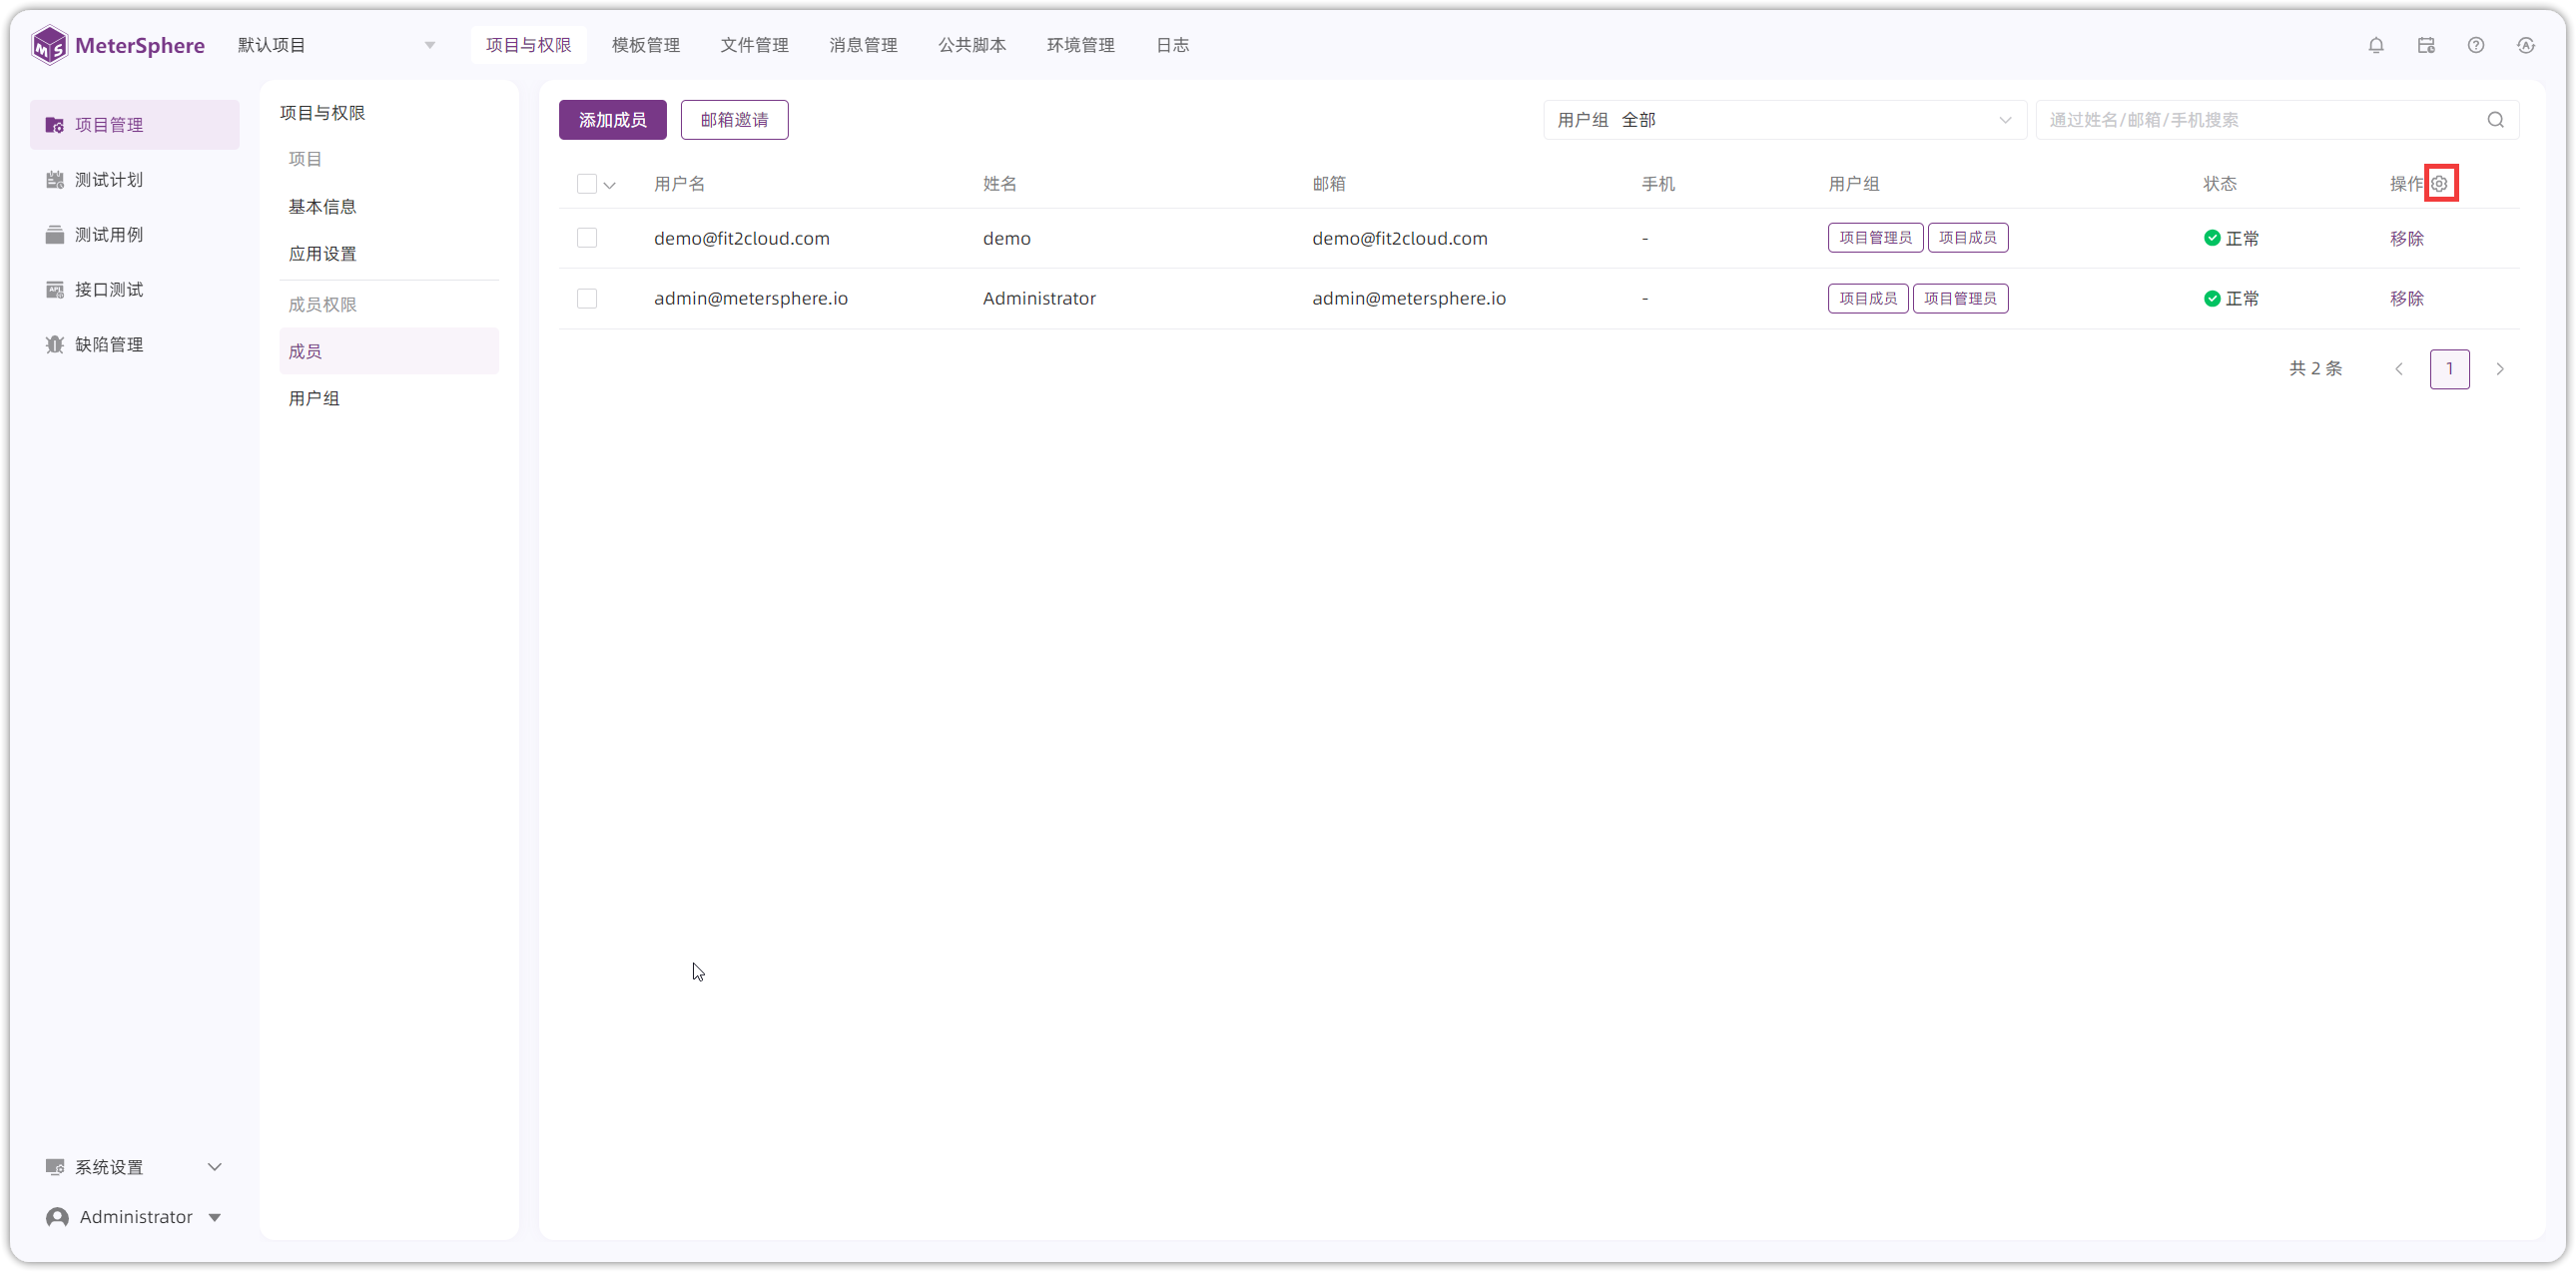 MeterSphere 默认项目 项目与权限 模板管理 文件管理 消息管理 公共脚本 环境管理 日志
项目管理
测试计划
测试用例
接口测试
缺陷管理
系统设置
Administrator
项目与权限
项目
基本信息
应用设置
成员权限
成员
用户组
添加成员 邮箱邀请 用户组 全部 通过姓名/邮箱/手机搜索
用户名 姓名 邮箱 手机 用户组 状态 操作
demo@fit2cloud.com demo demo@fit2cloud.com - 项目管理员 项目成员 正常 移除
admin@metersphere.io Administrator admin@metersphere.io - 项目成员 项目管理员 正常 移除
共 2 条 1